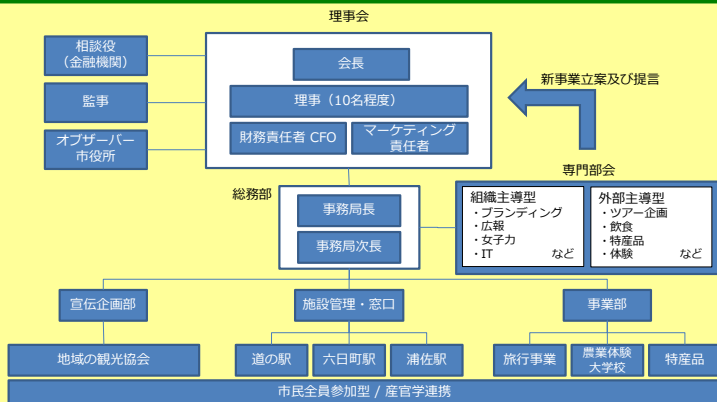 理事会
相談役
（金融機関）
監事
オブザーバー
市役所
会長
理事（10名程度）
財務責任者 CFO
マーケティング
責任者
新事業立案及び提言
専門部会
組織主導型
・ブランディング
・広報
・女子力
・IT など
外部主導型
・ツアー企画
・飲食
・特産品
・体験 など
総務部
事務局長
事務局次長
宣伝企画部
施設管理・窓口
事業部
地域の観光協会
道の駅
六日町駅
浦佐駅
旅行事業
農業体験
大学校
特産品
市民全員参加型 / 産官学連携